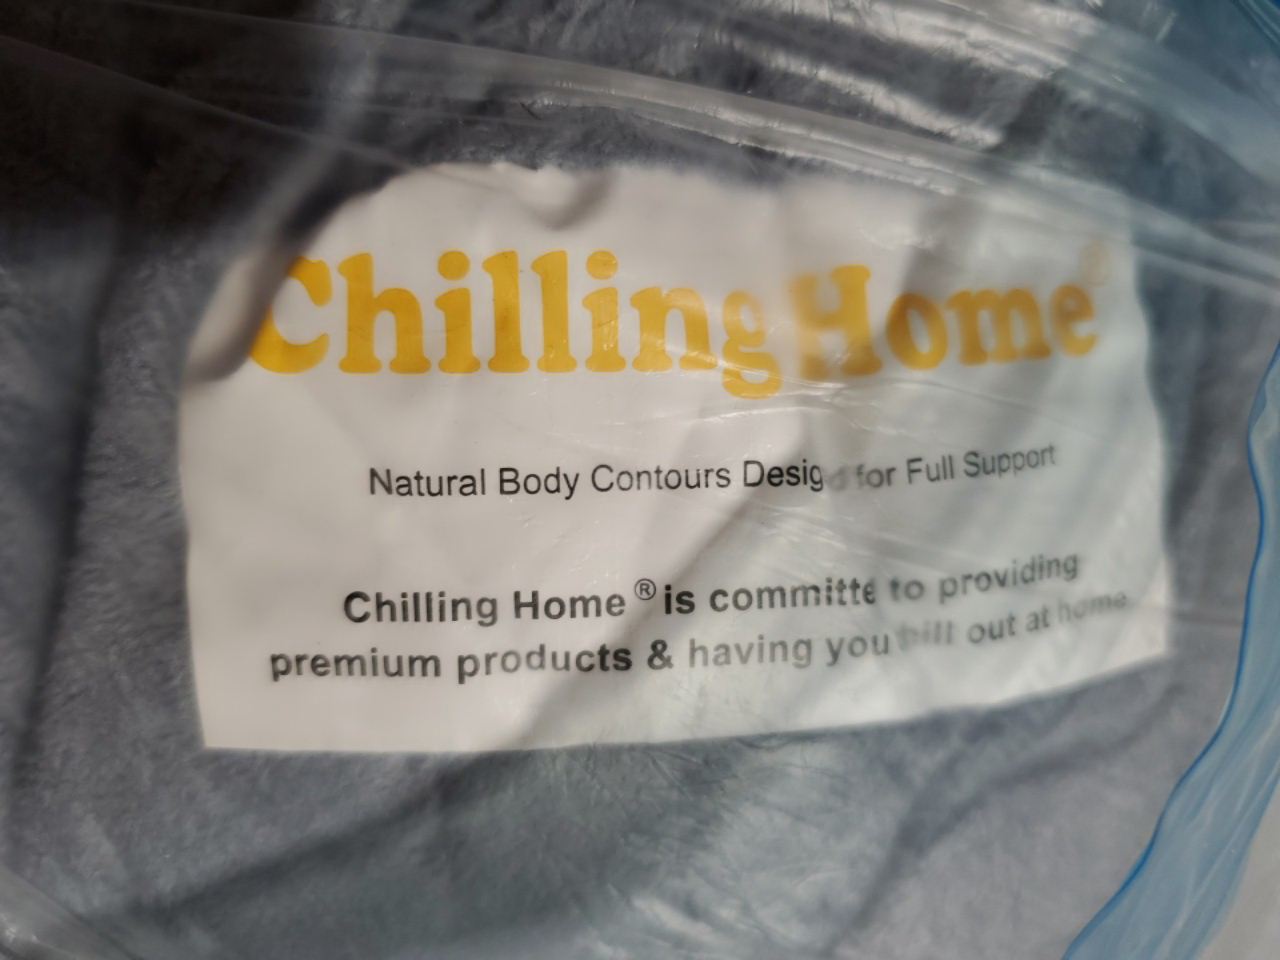 Chilling Home
Natural Body Contours Desig for Full Support
Chilling Home ® is committe to providing
premium products & having you hill out at home